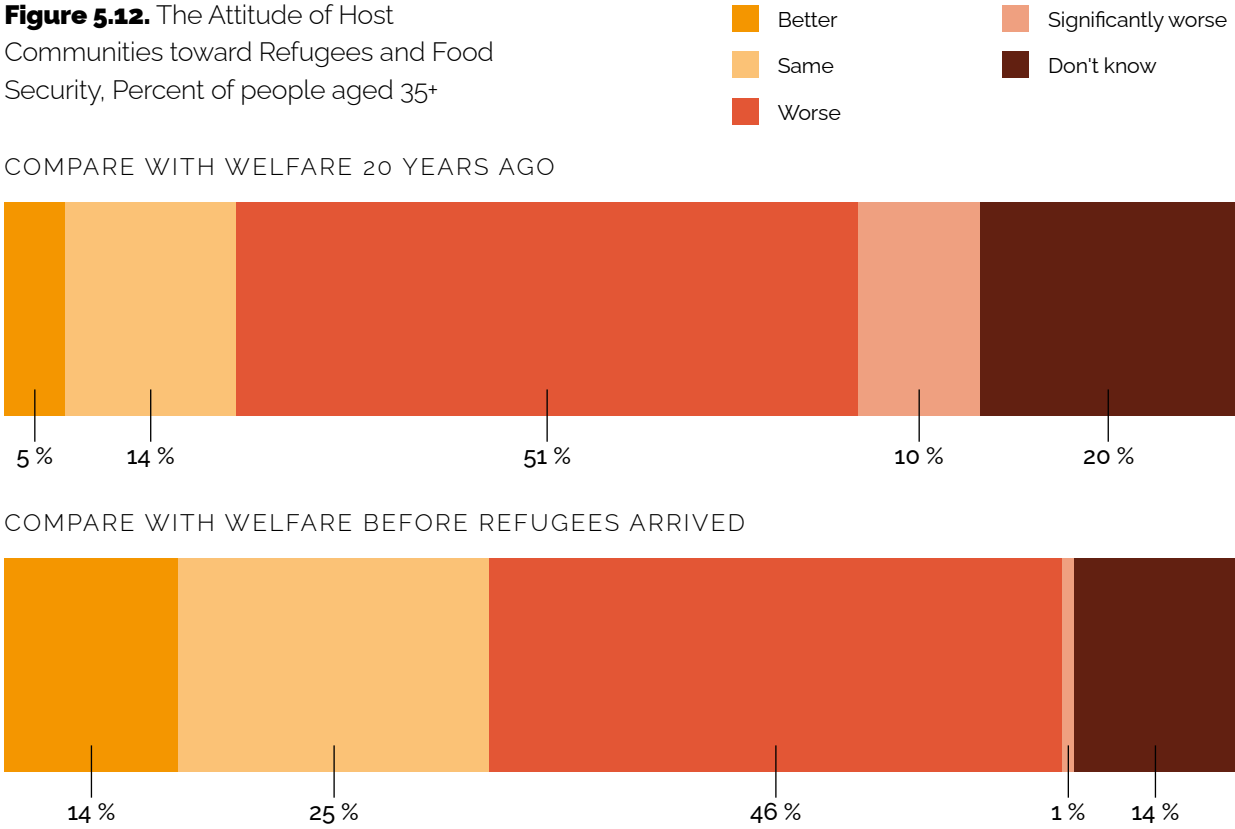 Figure 5.12. The Attitude of Host
Communities toward Refugees and Food
Security, Percent of people aged 35+
Better
Same
Worse
Significantly worse
Don't know
COMPARE WITH WELFARE 20 YEARS AGO
5 % 14 % 51 % 10 % 20 %
COMPARE WITH WELFARE BEFORE REFUGEES ARRIVED
14 % 25 % 46 % 1 % 14 %